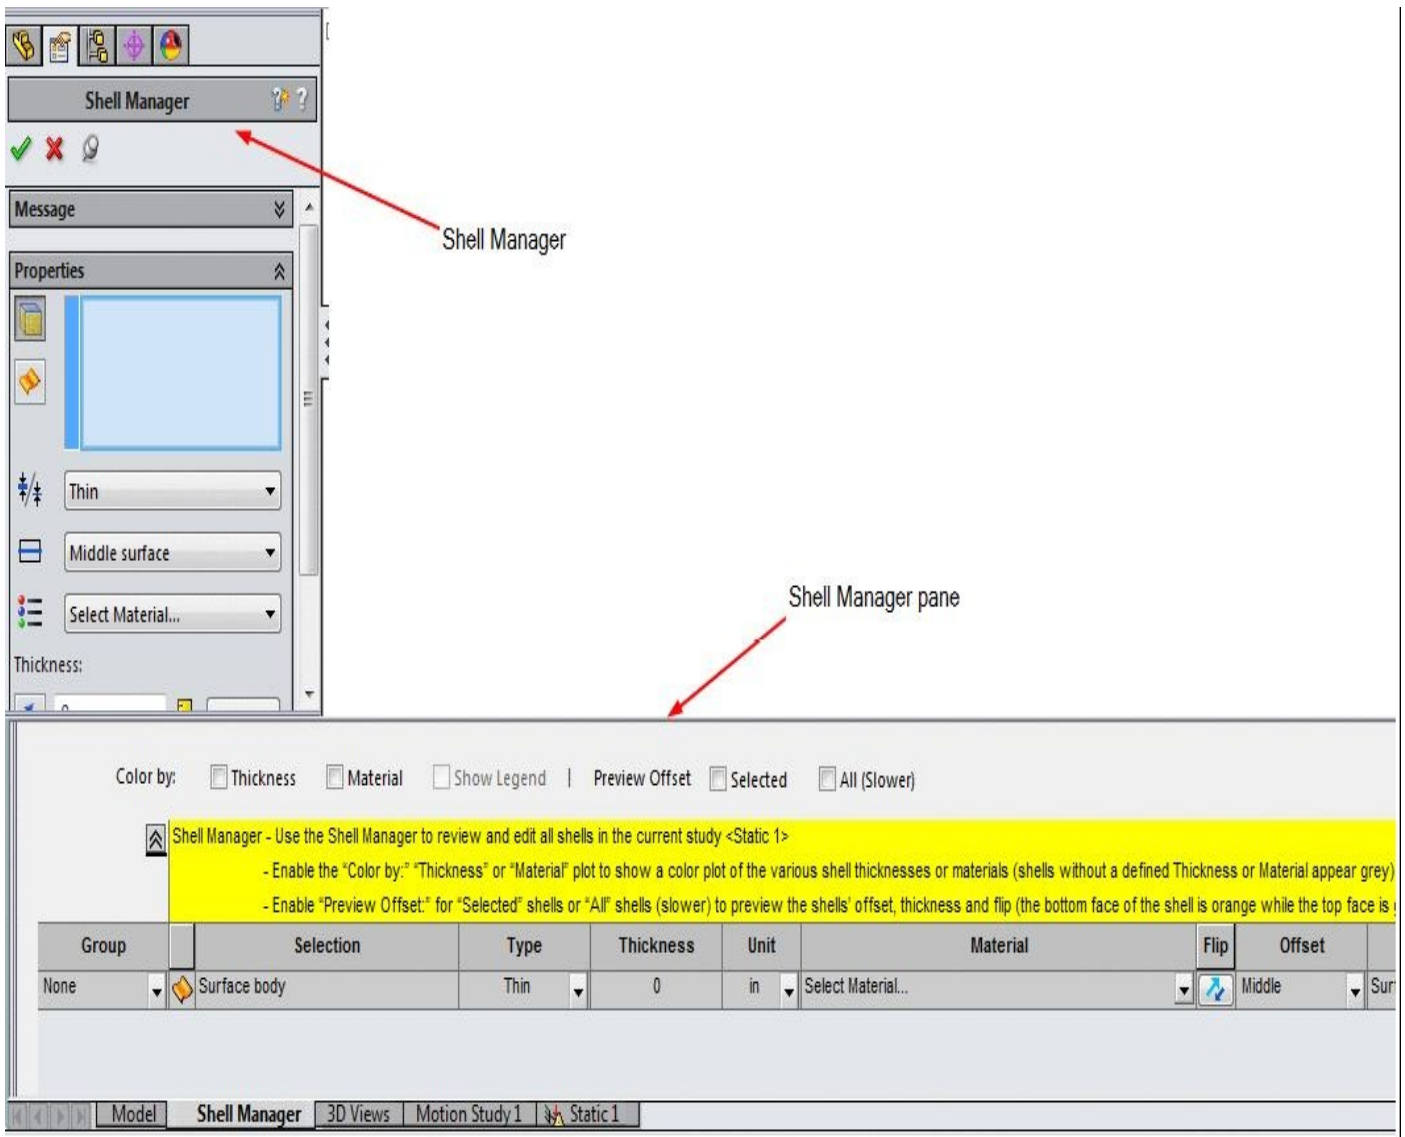 Shell Manager ? ?
Message
Shell Manager
Properties
Thin
Middle surface
Select Material...
Shell Manager pane
Thickness:
Color by: Thickness Material Show Legend | Preview Offset Selected All (Slower)
Shell Manager - Use the Shell Manager to review and edit all shells in the current study <Static 1>
- Enable the "Color by:" "Thickness" or "Material" plot to show a color plot of the various shell thicknesses or materials (shells without a defined Thickness or Material appear grey)
- Enable "Preview Offset:" for "Selected" shells or "All" shells (slower) to preview the shells' offset, thickness and flip (the bottom face of the shell is orange while the top face is
Group Selection Type Thickness Unit Material Flip Offset
None Surface body Thin 0 in Select Material... Middle Sur
Model Shell Manager 3D Views Motion Study 1 Static 1